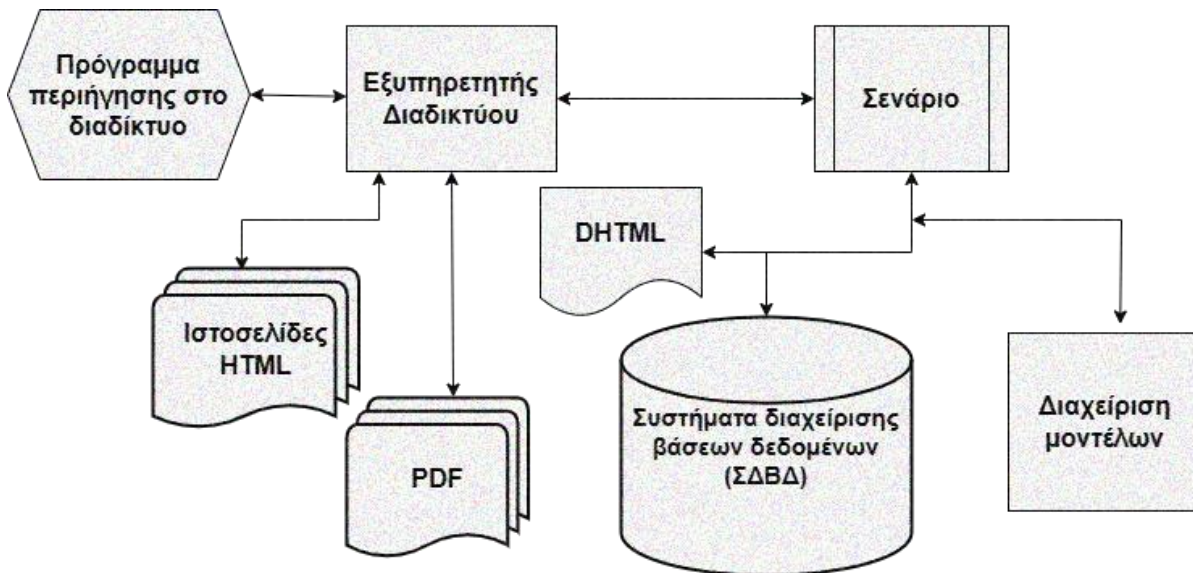 Πρόγραμμα
περιήγησης στο
διαδίκτυο
Εξυπηρετητής
Διαδικτύου
Σενάριο
DHTML
Ιστοσελίδες
HTML
PDF
Συστήματα διαχείρισης
βάσεων δεδομένων
(ΣΔΒΔ)
Διαχείριση
μοντέλων